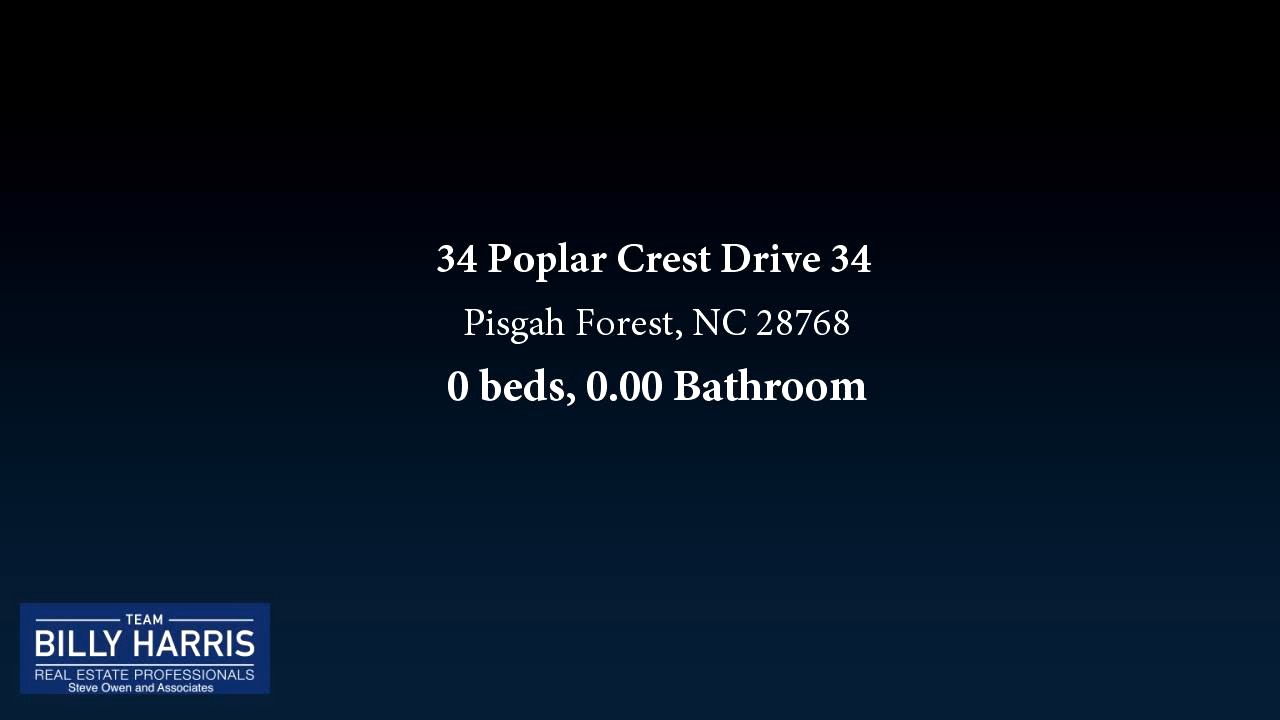 34 Poplar Crest Drive 34
Pisgah Forest, NC 28768
0 beds, 0.00 Bathroom
TEAM
BILLY HARRIS
REAL ESTATE PROFESSIONALS
Steve Owen and Associates